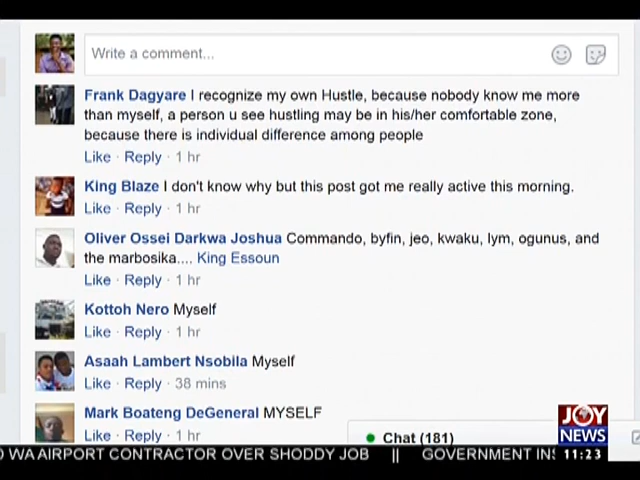 Write a comment...
Frank Dagyare I recognize my own Hustle, because nobody know me more
than myself, a person u see hustling may be in his/her comfortable zone,
because there is individual difference among people
Like · Reply · 1 hr
King Blaze I don't know why but this post got me really active this morning.
Like · Reply · 1 hr
Oliver Ossei Darkwa Joshua Commando, byfin, jeo, kwaku, lym, ogunus, and
the marbosika.... King Essoun
Like · Reply · 1 hr
Kottoh Nero Myself
Like · Reply · 1 hr
Asaah Lambert Nsobila Myself
Like · Reply · 38 mins
Mark Boateng DeGeneral MYSELF
Like · Reply · 1 hr
Chat (181)
JOY
NEWS
WA AIRPORT CONTRACTOR OVER SHODDY JOB || GOVERNMENT
11:23